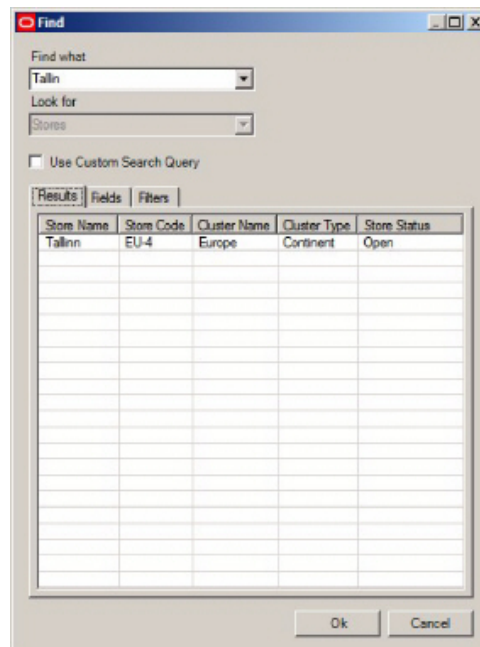 Find
Find what
Tallin
Look for
Stores
Use Custom Search Query
Results Fields Filters
Store Name Store Code Cluster Name Cluster Type Store Status
Tallinn EU-4 Europe Continent Open
Ok Cancel